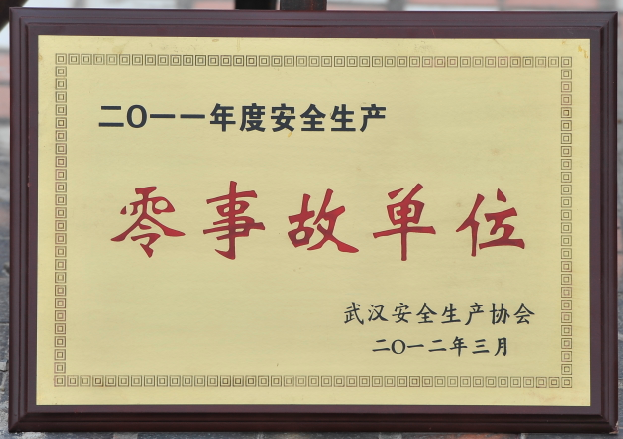 二〇一一年度安全生产
零事故单位
武汉安全生产协会
二〇一二年三月